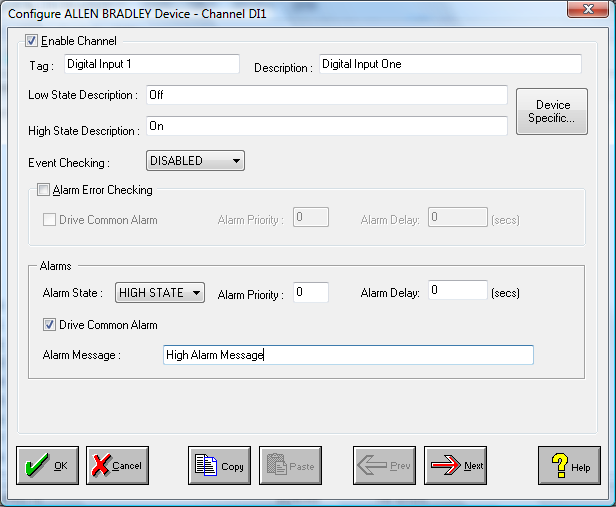 Configure ALLEN BRADLEY Device - Channel DI1
Enable Channel
Tag : Digital Input 1 Description : Digital Input One
Low State Description : Off
High State Description : On
Device Specific...
Event Checking : DISABLED
Alarm Error Checking
Drive Common Alarm Alarm Priority : 0 Alarm Delay: 0 (secs)
Alarms
Alarm State : HIGH STATE Alarm Priority : 0 Alarm Delay: 0 (secs)
Drive Common Alarm
Alarm Message : High Alarm Message
OK Cancel Copy Paste Prev Next Help